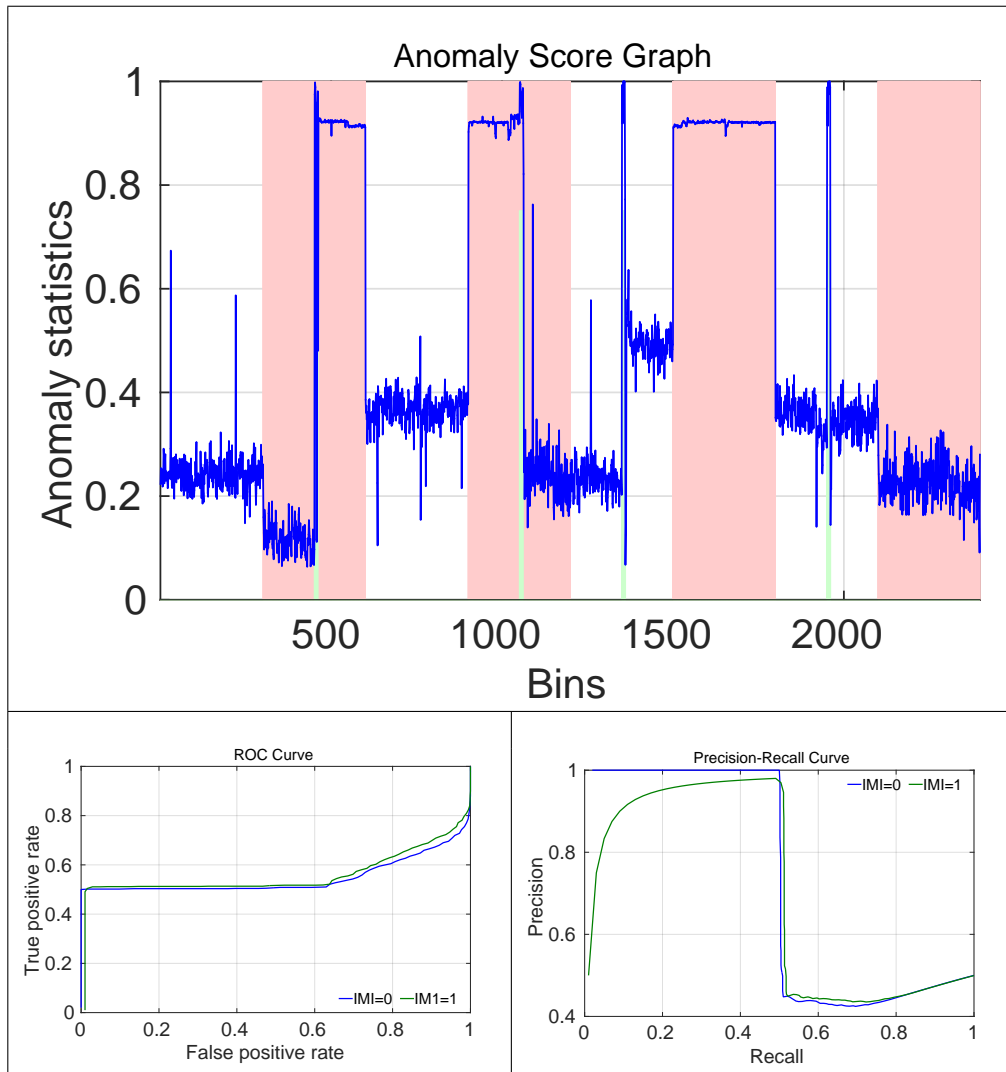 Anomaly Score Graph
Anomaly statistics
1
0.8
0.6
0.4
0.2
0
500 1000 1500 2000
Bins
ROC Curve
True positive rate
1
0.8
0.6
0.4
0.2
0
IMI=0 IM1=1
0 0.2 0.4 0.6 0.8 1
False positive rate
Precision-Recall Curve
IMI=0 IMI=1
Precision
1
0.8
0.6
0.4
0 0.2 0.4 0.6 0.8 1
Recall